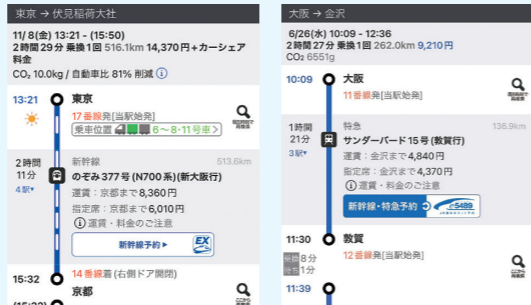 東京 → 伏見稲荷大社
11/8(金) 13:21 - (15:50)
2時間29分 乗換1回 516.1km 14,370円+カーシェア
料金
CO₂ 10.0kg / 自動車比 81% 削減
13:21 東京
17番線発[当駅始発]
乗車位置 6～8・11号車>
2時間
11分
4駅▾
新幹線 513.6km
のぞみ377号(N700系)(新大阪行)
運賃：京都まで8,360円
指定席：京都まで6,010円
運賃・料金のご注意
新幹線予約▸ EX
15:32 14番線着(右側ドア開閉)
京都
大阪 → 金沢
6/26(水) 10:09 - 12:36
2時間27分 乗換1回 262.0km 9,210円
CO₂ 6551g
10:09 大阪
11番線発[当駅始発]
1時間
21分
3駅▾
特急 136.9km
サンダーバード15号(敦賀行)
運賃：金沢まで4,840円
指定席：金沢まで4,370円
運賃・料金のご注意
新幹線・特急予約 e5489
11:30 敦賀
乗換8分
待ち1分
12番線発[当駅始発]
11:39